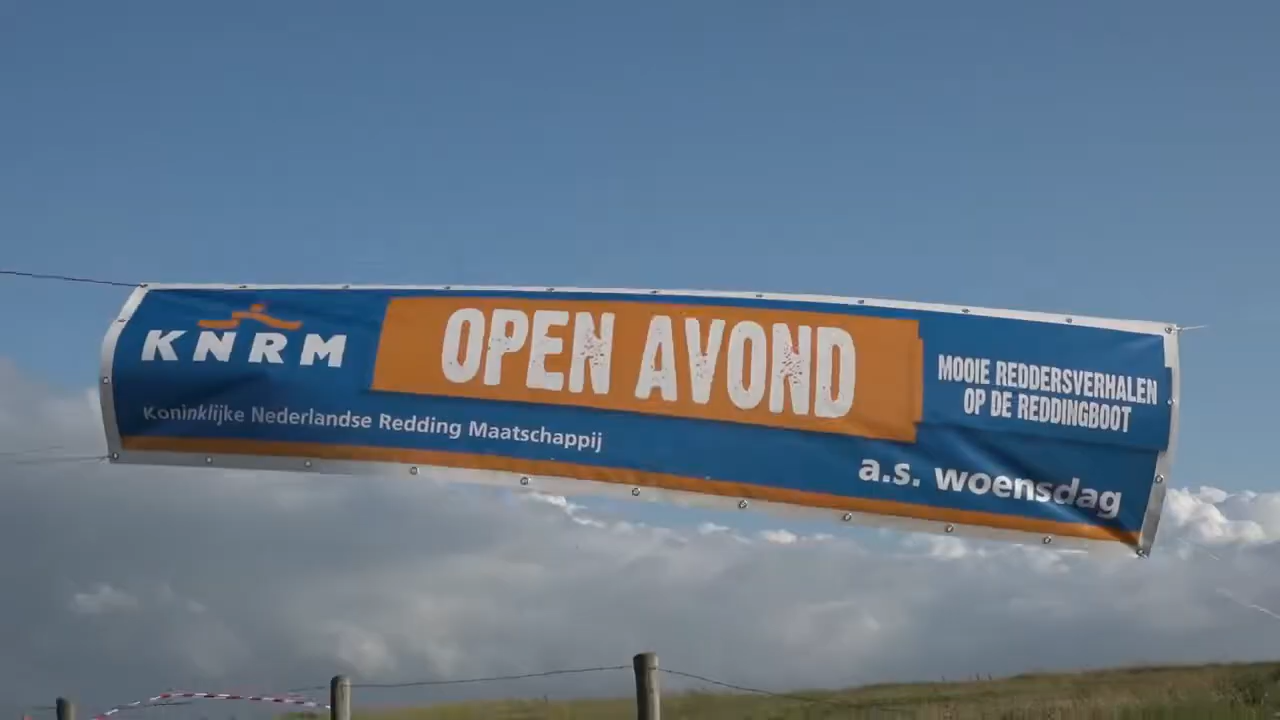 KNRM
Koninklijke Nederlandse Redding Maatschappij
OPEN AVOND
MOOIE REDDERSVERHALEN
OP DE REDDINGBOOT
a.s. woensdag